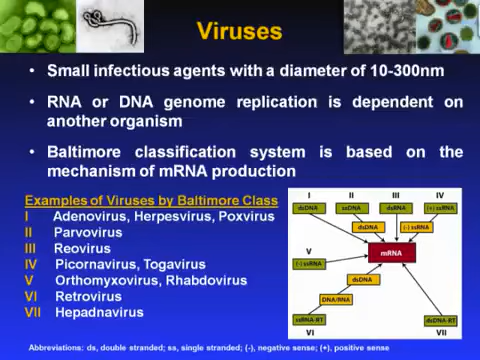 Viruses
• Small infectious agents with a diameter of 10-300nm
• RNA or DNA genome replication is dependent on
another organism
• Baltimore classification system is based on the
mechanism of mRNA production
Examples of Viruses by Baltimore Class
I Adenovirus, Herpesvirus, Poxvirus
II Parvovirus
III Reovirus
IV Picornavirus, Togavirus
V Orthomyxovirus, Rhabdovirus
VI Retrovirus
VII Hepadnavirus
I II III IV
dsDNA ssDNA dsRNA (+) ssRNA
dsDNA (-) ssRNA
V
(-) ssRNA
mRNA
dsDNA
DNA/RNA
ssRNA-RT dsDNA-RT
VI VII
Abbreviations: ds, double stranded; ss, single stranded; (-), negative sense; (+), positive sense